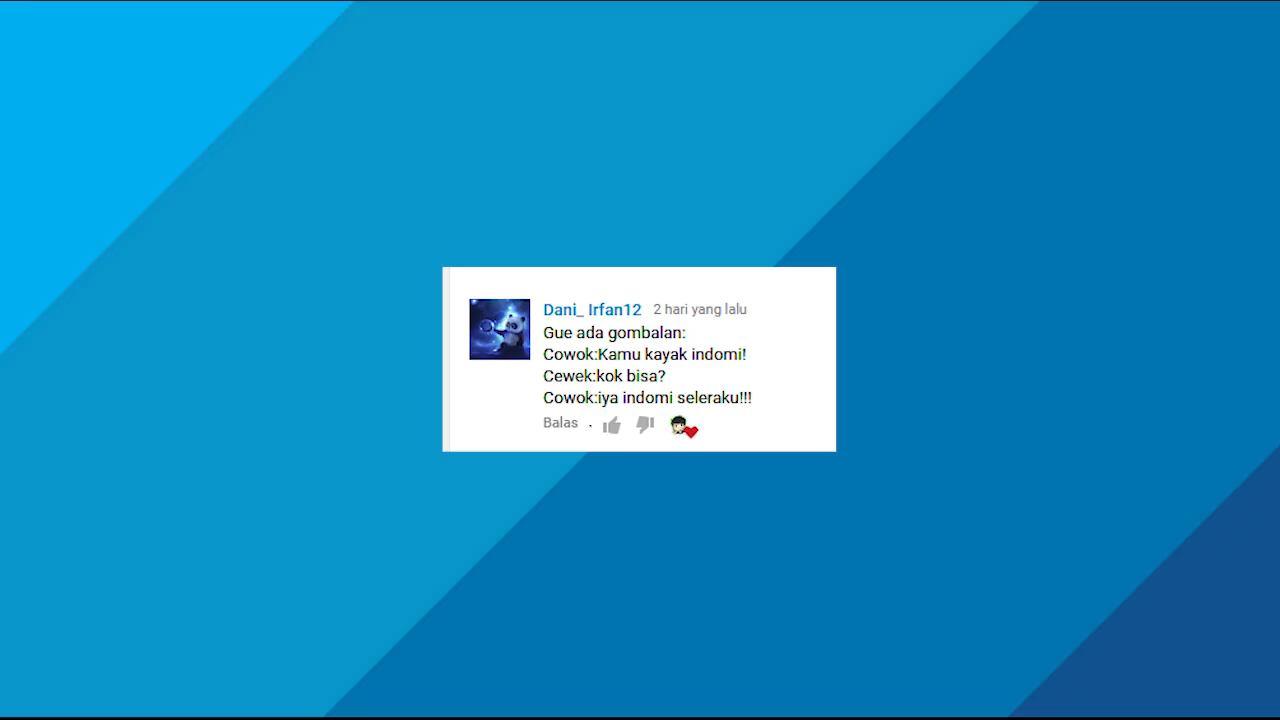 Dani_ Irfan12 2 hari yang lalu
Gue ada gombalan:
Cowok:Kamu kayak indomi!
Cewek:kok bisa?
Cowok:iya indomi seleraku!!!
Balas .